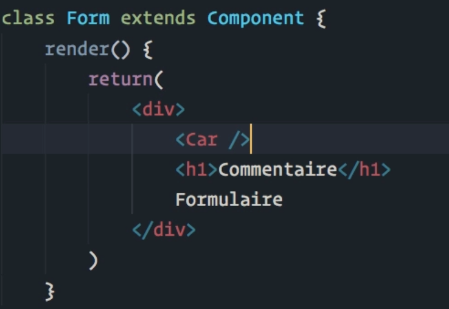 class Form extends Component {
render() {
return(
<div>
<Car />
<h1>Commentaire</h1>
Formulaire
</div>
)
}